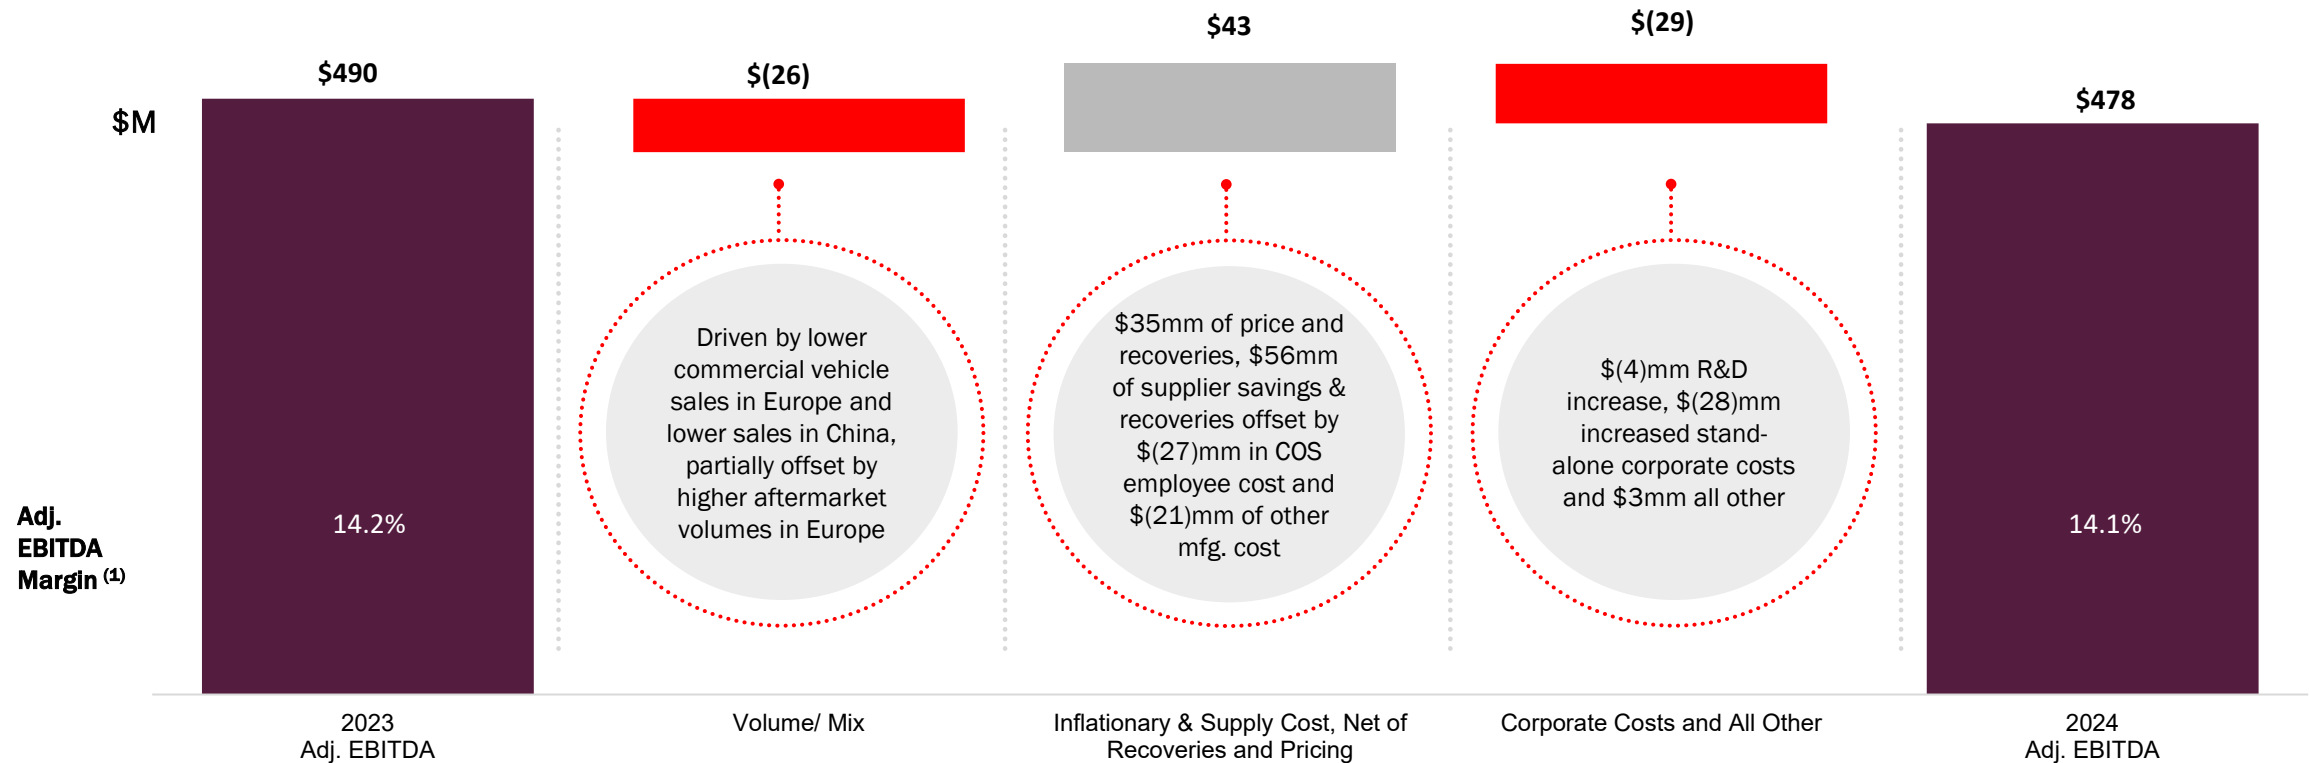 $M
$490
$(26)
$43
$(29)
$478
Adj.
EBITDA
Margin (1)
14.2%
Driven by lower
commercial vehicle
sales in Europe and
lower sales in China,
partially offset by
higher aftermarket
volumes in Europe
$35mm of price and
recoveries, $56mm
of supplier savings &
recoveries offset by
$(27)mm in COS
employee cost and
$(21)mm of other
mfg. cost
$(4)mm R&D
increase, $(28)mm
increased stand-
alone corporate costs
and $3mm all other
14.1%
2023
Adj. EBITDA
Volume/ Mix
Inflationary & Supply Cost, Net of
Recoveries and Pricing
Corporate Costs and All Other
2024
Adj. EBITDA